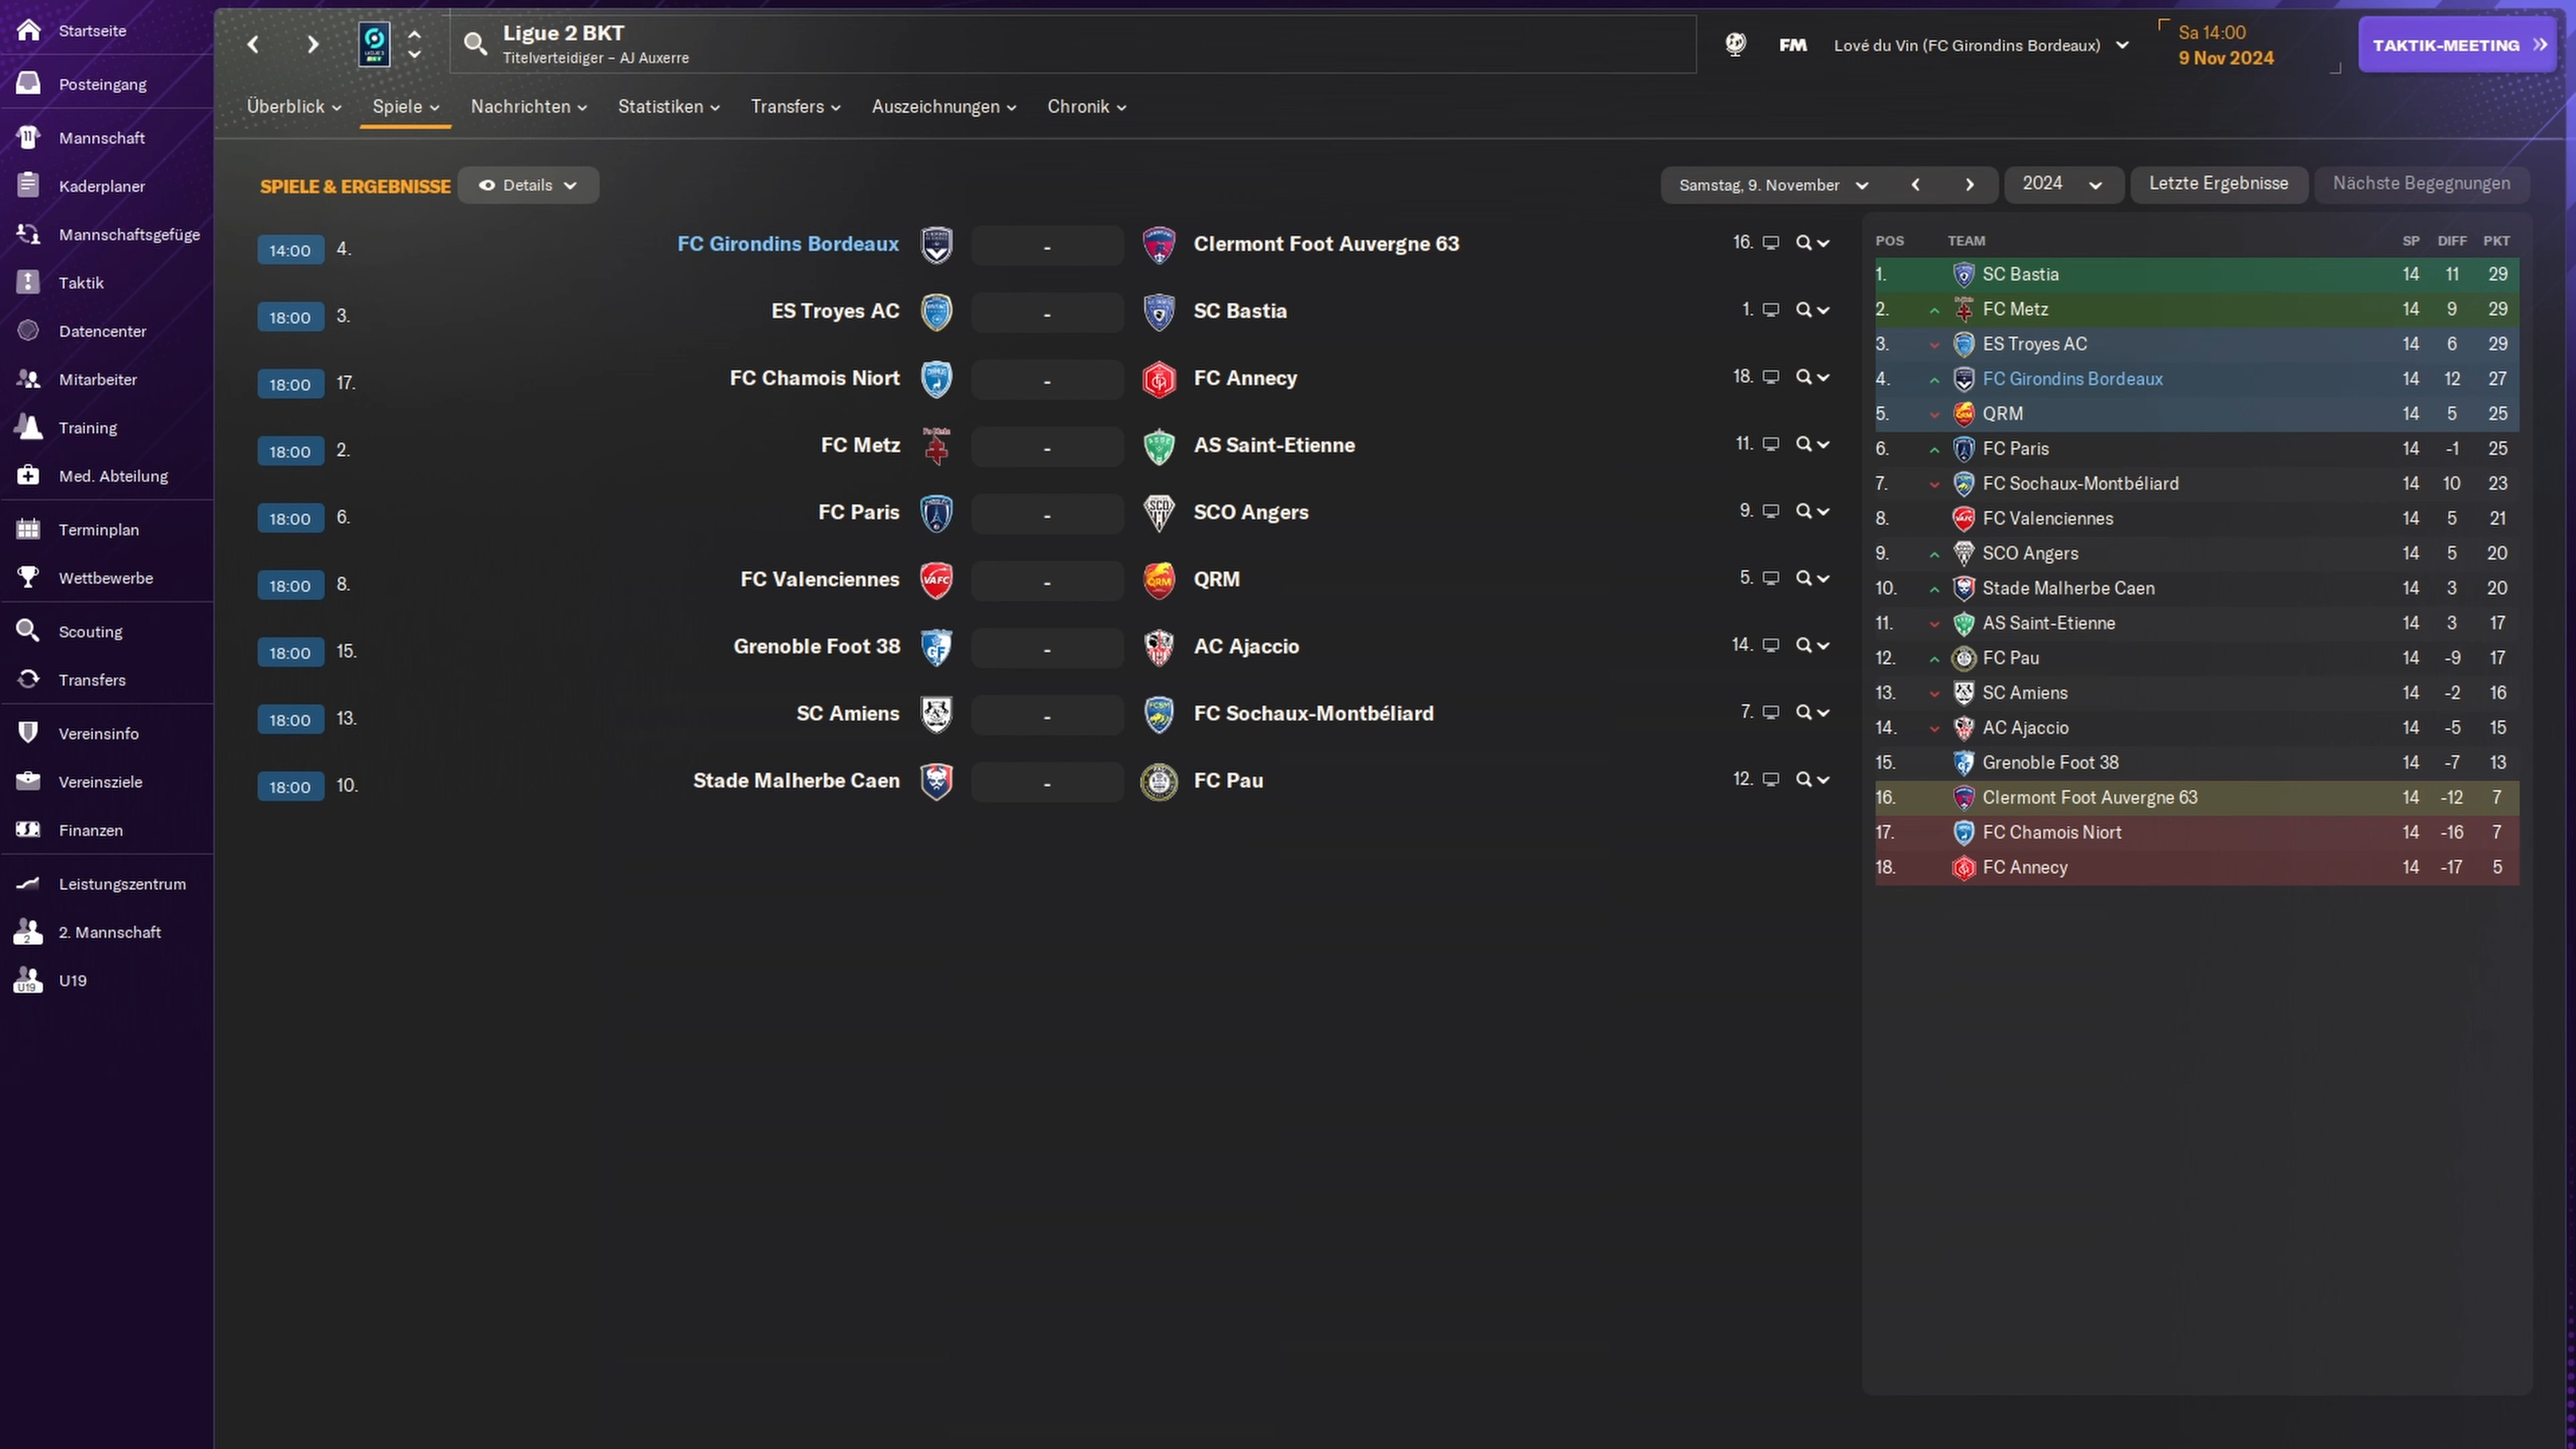 Startseite
Posteingang
Mannschaft
Kaderplaner
Mannschaftsgefüge
Taktik
Datencenter
Mitarbeiter
Training
Med. Abteilung
Terminplan
Wettbewerbe
Scouting
Transfers
Vereinsinfo
Vereinsziele
Finanzen
Leistungszentrum
2. Mannschaft
U19
Ligue 2 BKT
Titelverteidiger – AJ Auxerre
FM Lové du Vin (FC Girondins Bordeaux)
Sa 14:00
9 Nov 2024
TAKTIK-MEETING
Überblick Spiele Nachrichten Statistiken Transfers Auszeichnungen Chronik
SPIELE & ERGEBNISSE Details Samstag, 9. November 2024 Letzte Ergebnisse Nächste Begegnungen
14:00 4. FC Girondins Bordeaux - Clermont Foot Auvergne 63 16.
18:00 3. ES Troyes AC - SC Bastia 1.
18:00 17. FC Chamois Niort - FC Annecy 18.
18:00 2. FC Metz - AS Saint-Etienne 11.
18:00 6. FC Paris - SCO Angers 9.
18:00 8. FC Valenciennes - QRM 5.
18:00 15. Grenoble Foot 38 - AC Ajaccio 14.
18:00 13. SC Amiens - FC Sochaux-Montbéliard 7.
18:00 10. Stade Malherbe Caen - FC Pau 12.
POS TEAM SP DIFF PKT
1. SC Bastia 14 11 29
2. FC Metz 14 9 29
3. ES Troyes AC 14 6 29
4. FC Girondins Bordeaux 14 12 27
5. QRM 14 5 25
6. FC Paris 14 -1 25
7. FC Sochaux-Montbéliard 14 10 23
8. FC Valenciennes 14 5 21
9. SCO Angers 14 5 20
10. Stade Malherbe Caen 14 3 20
11. AS Saint-Etienne 14 3 17
12. FC Pau 14 -9 17
13. SC Amiens 14 -2 16
14. AC Ajaccio 14 -5 15
15. Grenoble Foot 38 14 -7 13
16. Clermont Foot Auvergne 63 14 -12 7
17. FC Chamois Niort 14 -16 7
18. FC Annecy 14 -17 5